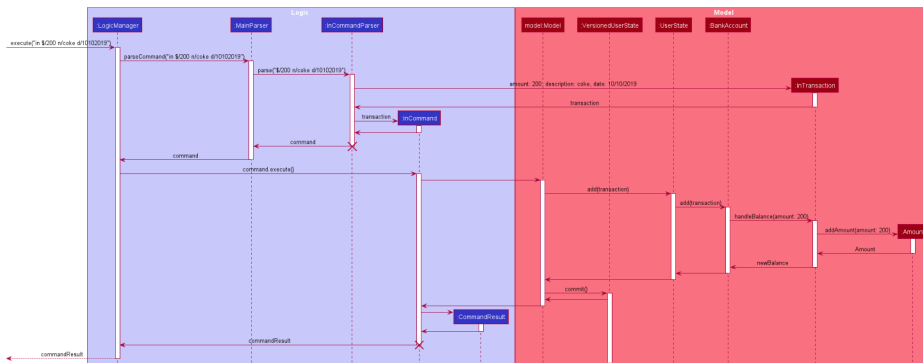 Logic
Model
:LogicManager
:MainParser
:InCommandParser
model:Model
:VersionedUserState
:UserState
:BankAccount
execute("in $/200 n/coke d/10102019")
parseCommand("in $/200 n/coke d/10102019")
parse("$/200 n/coke d/10102019")
amount: 200; description: coke, date: 10/10/2019
:InTransaction
transaction
transaction
:InCommand
command
command
command.execute()
add(transaction)
add(transaction)
handleBalance(amount: 200)
addAmount(amount: 200)
Amount
Amount
newBalance
commit()
:CommandResult
commandResult
commandResult